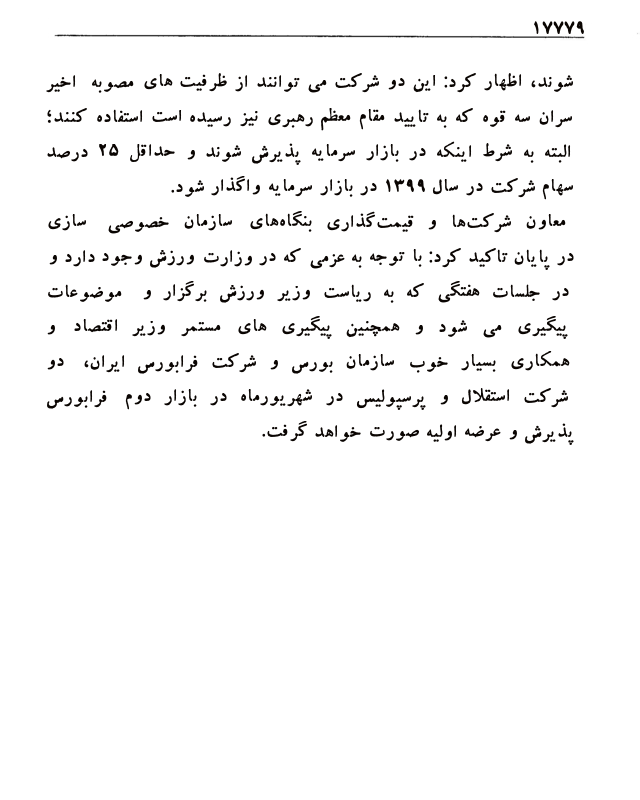 ۱۷۷۷۹
شوند، اظهار کرد: این دو شرکت می توانند از ظرفیت های مصوبه اخیر
سران سه قوه که به تایید مقام معظم رهبری نیز رسیده است استفاده کنند؛
البته به شرط اینکه در بازار سرمایه پذیرش شوند و حداقل ۲۵ درصد
سهام شرکت در سال ۱۳۹۹ در بازار سرمایه واگذار شود.
معاون شرکت‌ها و قیمت‌گذاری بنگاه‌های سازمان خصوصی سازی
در پایان تاکید کرد: با توجه به عزمی که در وزارت ورزش وجود دارد و
در جلسات هفتگی که به ریاست وزیر ورزش برگزار و موضوعات
پیگیری می شود و همچنین پیگیری های مستمر وزیر اقتصاد و
همکاری بسیار خوب سازمان بورس و شرکت فرابورس ایران، دو
شرکت استقلال و پرسپولیس در شهریورماه در بازار دوم فرابورس
پذیرش و عرضه اولیه صورت خواهد گرفت.